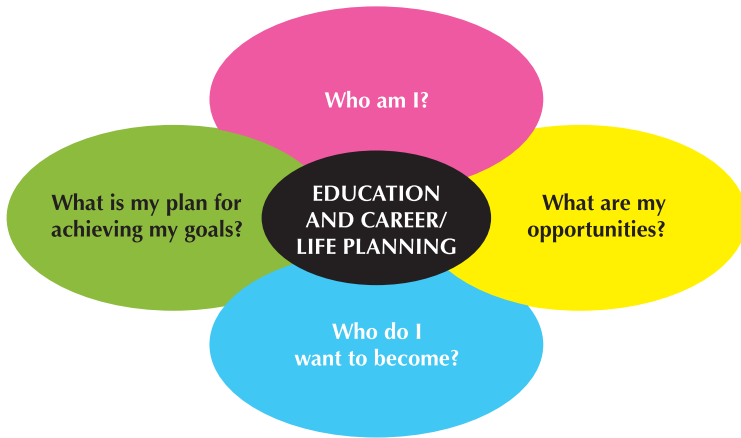 Who am I?
What is my plan for
achieving my goals?
EDUCATION
AND CAREER/
LIFE PLANNING
What are my
opportunities?
Who do I
want to become?